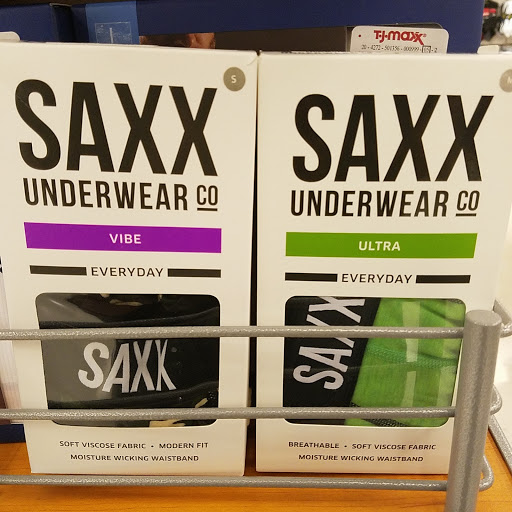 S
SAXX
UNDERWEAR CO
VIBE
EVERYDAY
SAXX
SOFT VISCOSE FABRIC • MODERN FIT
MOISTURE WICKING WAISTBAND
T.J.maxx
SAXX
UNDERWEAR CO
ULTRA
EVERYDAY
SAXX
BREATHABLE • SOFT VISCOSE FABRIC
MOISTURE WICKING WAISTBAND